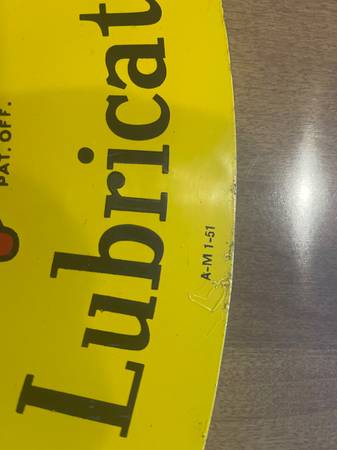 PAT. OFF.
Lubricat
A-M 1-51